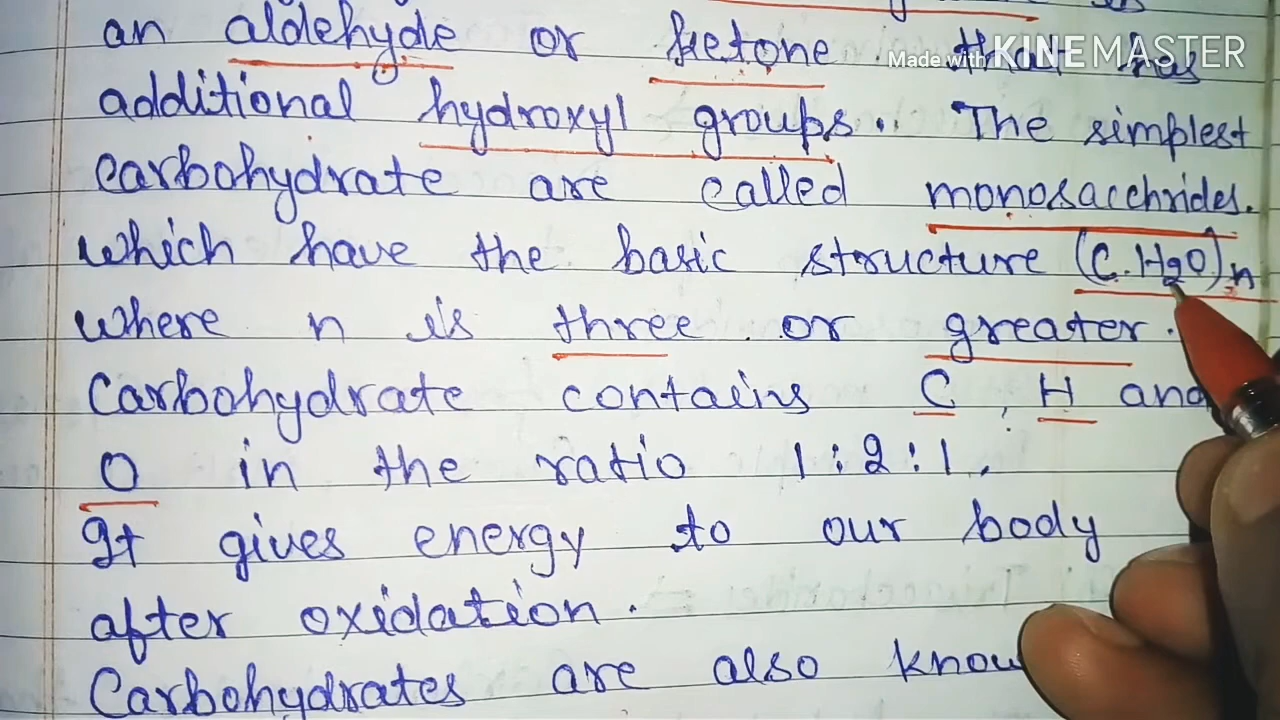 an aldehyde or ketone that has
Made with KINEMASTER
additional hydroxyl groups.. The simplest
carbohydrate are called monosacchrides.
which have the basic structure (C.H2O)n
where n is three or greater.
Carbohydrate contains C, H and
O in the ratio 1:2:1.
It gives energy to our body
after oxidation.
Carbohydrates are also know